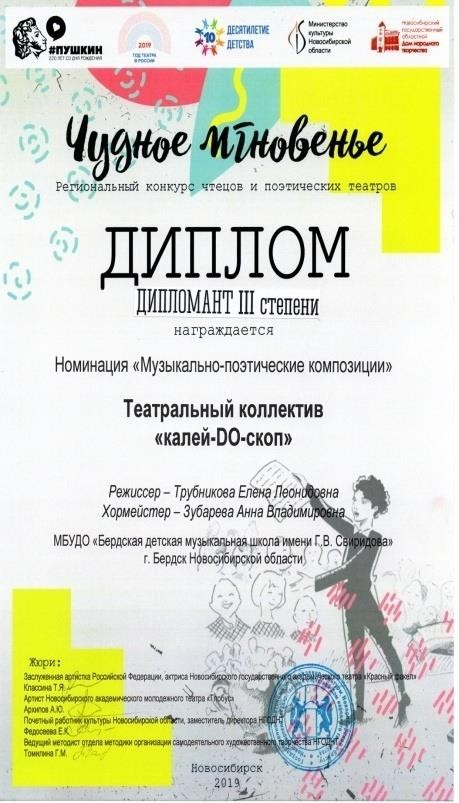 #ПУШКИН
220 ЛЕТ СО ДНЯ РОЖДЕНИЯ
2019
ГОД ТЕАТРА
В РОССИИ
10
ДЕСЯТИЛЕТИЕ
ДЕТСТВА
Министерство
культуры
Новосибирской
области
Новосибирский
государственный
областной
Дом народного
творчества
Чудное мгновенье
Региональный конкурс чтецов и поэтических театров
ДИПЛОМ
ДИПЛОМАНТ III степени
награждается
Номинация «Музыкально-поэтические композиции»
Театральный коллектив
«калей-DO-скоп»
Режиссер – Трубникова Елена Леонидовна
Хормейстер – Зубарева Анна Владимировна
МБУДО «Бердская детская музыкальная школа имени Г.В. Свиридова»
г. Бердск Новосибирской области
Жюри:
Заслуженная артистка Российской Федерации, актриса Новосибирского государственного академического театра «Красный факел»
Классина Т.Я.
Артист Новосибирского академического молодежного театра «Глобус»
Архипов А.Ю.
Почетный работник культуры Новосибирской области, заместитель директора НГОДНТ
Федосеева Е.К.
Ведущий методист отдела методики организации самодеятельного художественного творчества НГОДНТ
Томилина Г.М.
Новосибирск
2019